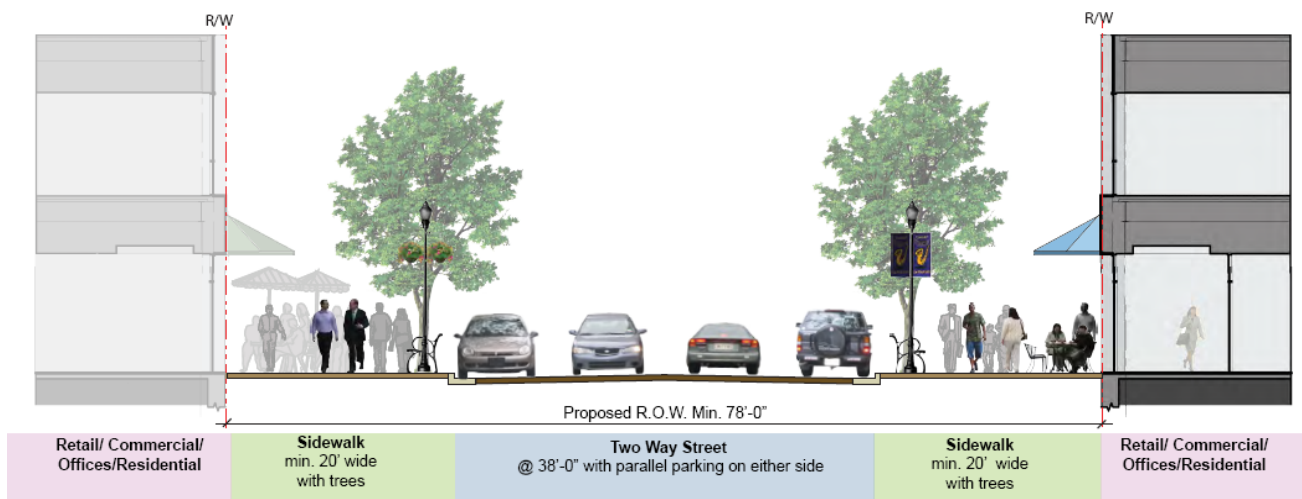 R/W
R/W
Proposed R.O.W. Min. 78'-0"
Retail/ Commercial/
Offices/Residential
Sidewalk
min. 20' wide
with trees
Two Way Street
@ 38'-0" with parallel parking on either side
Sidewalk
min. 20' wide
with trees
Retail/ Commercial/
Offices/Residential